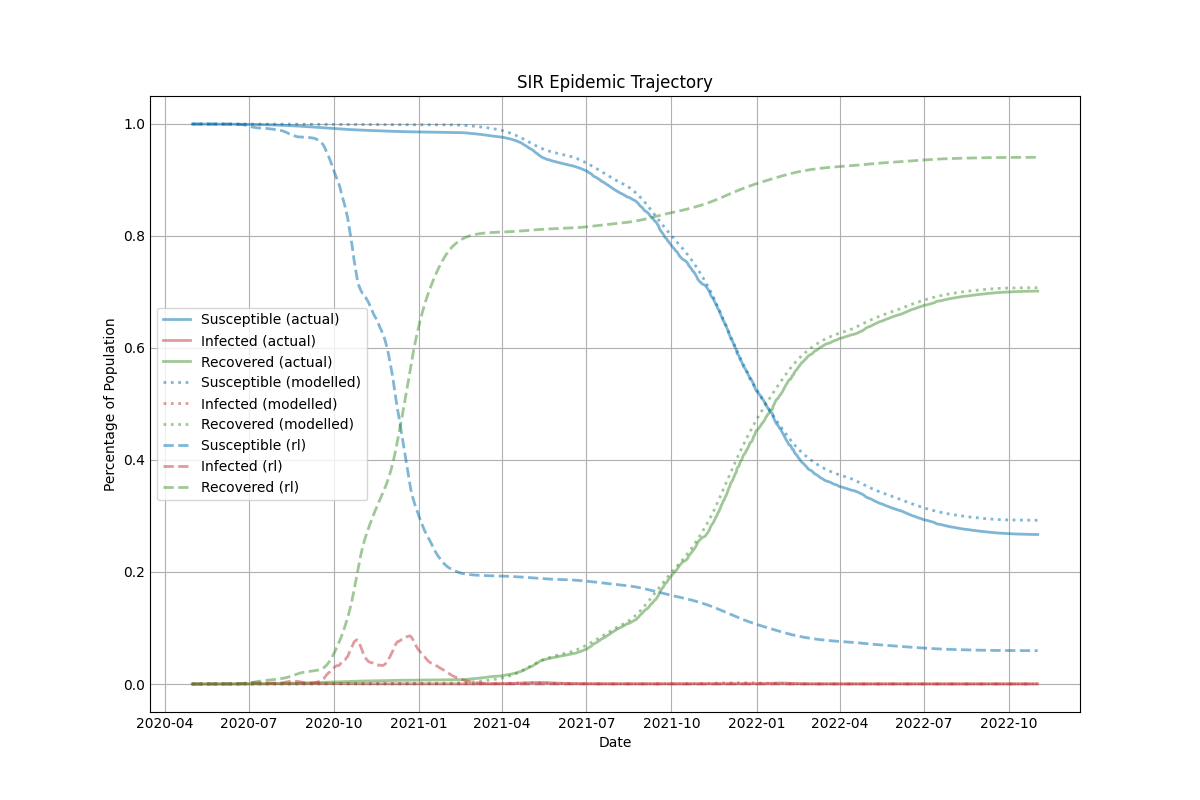 SIR Epidemic Trajectory
Percentage of Population
1.0
0.8
0.6
0.4
0.2
0.0
Susceptible (actual)
Infected (actual)
Recovered (actual)
Susceptible (modelled)
Infected (modelled)
Recovered (modelled)
Susceptible (rl)
Infected (rl)
Recovered (rl)
2020-04 2020-07 2020-10 2021-01 2021-04 2021-07 2021-10 2022-01 2022-04 2022-07 2022-10
Date